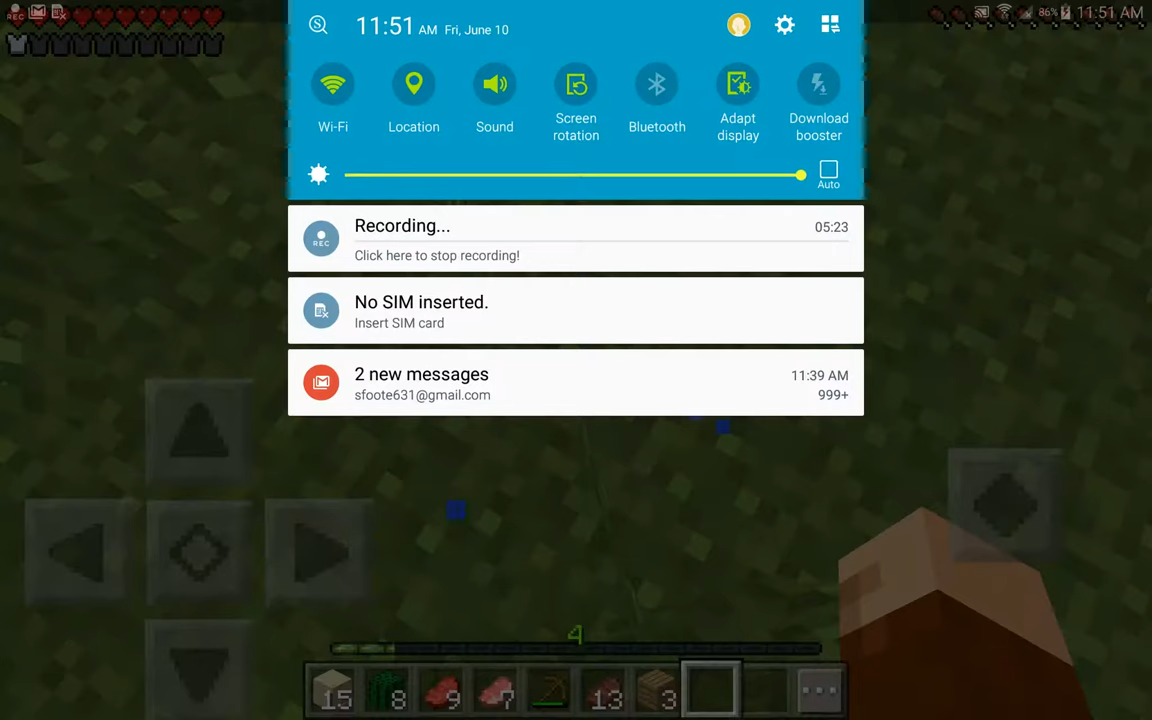 REC
86% 11:51 AM
S 11:51 AM Fri, June 10
Wi-Fi Location Sound Screen rotation Bluetooth Adapt display Download booster
Auto
REC Recording... 05:23
Click here to stop recording!
No SIM inserted.
Insert SIM card
2 new messages 11:39 AM
sfoote631@gmail.com 999+
4
15 8 9 7 13 3